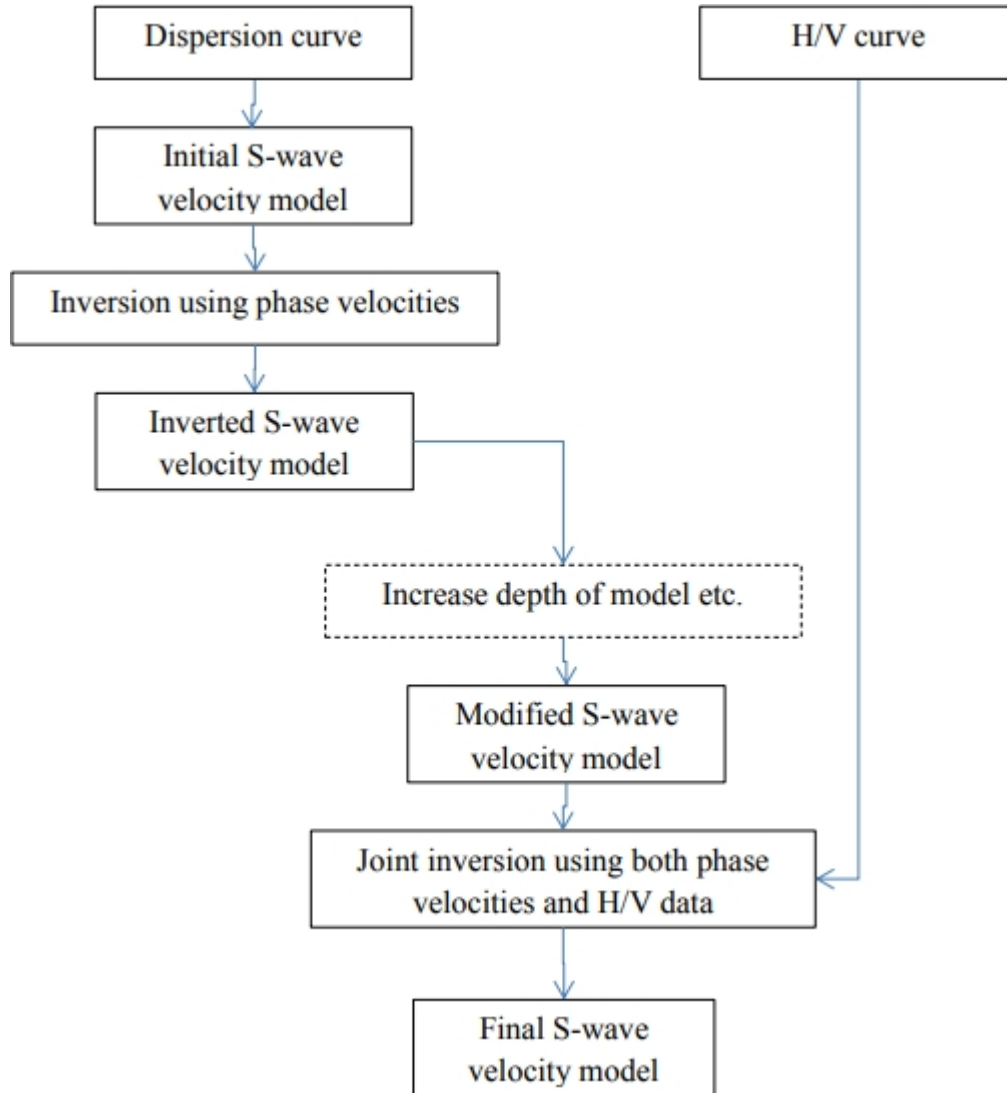 Dispersion curve
H/V curve
Initial S-wave
velocity model
Inversion using phase velocities
Inverted S-wave
velocity model
Increase depth of model etc.
Modified S-wave
velocity model
Joint inversion using both phase
velocities and H/V data
Final S-wave
velocity model